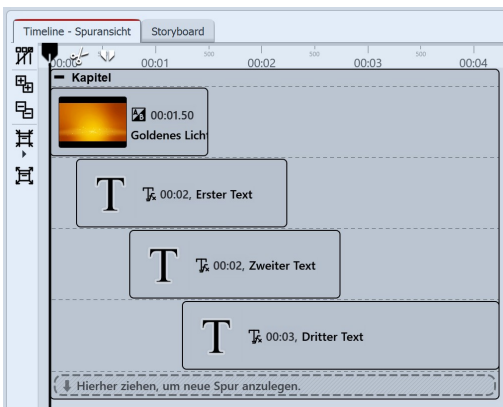 Timeline - Spuransicht Storyboard
500 500 500 500
00:00 00:01 00:02 00:03 00:04
Kapitel
00:01.50
Goldenes Lich
T 00:02, Erster Text
T 00:02, Zweiter Text
T 00:03, Dritter Text
Hierher ziehen, um neue Spur anzulegen.